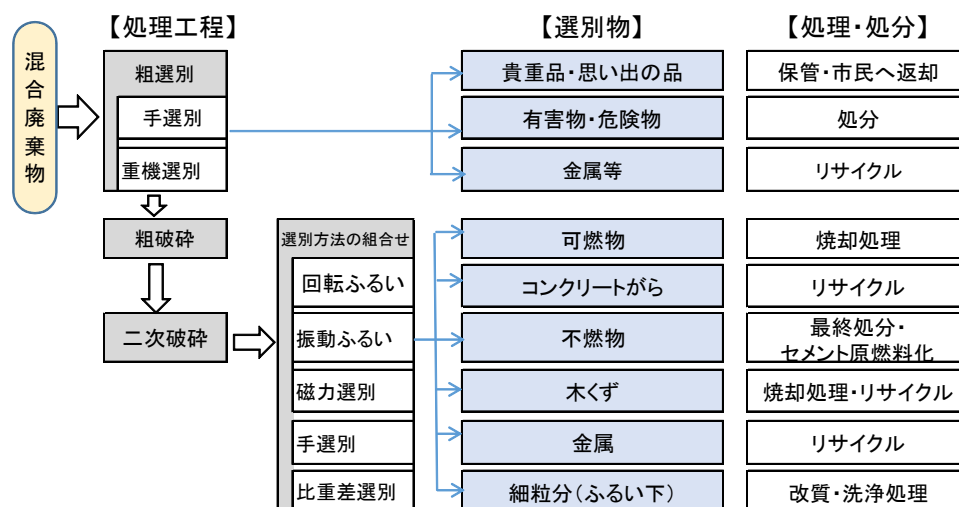 【処理工程】
【選別物】
【処理・処分】
混合廃棄物
粗選別
手選別
重機選別
貴重品・思い出の品
保管・市民へ返却
有害物・危険物
処分
金属等
リサイクル
粗破砕
二次破砕
選別方法の組合せ
回転ふるい
振動ふるい
磁力選別
手選別
比重差選別
可燃物
焼却処理
コンクリートがら
リサイクル
不燃物
最終処分・
セメント原燃料化
木くず
焼却処理・リサイクル
金属
リサイクル
細粒分（ふるい下）
改質・洗浄処理